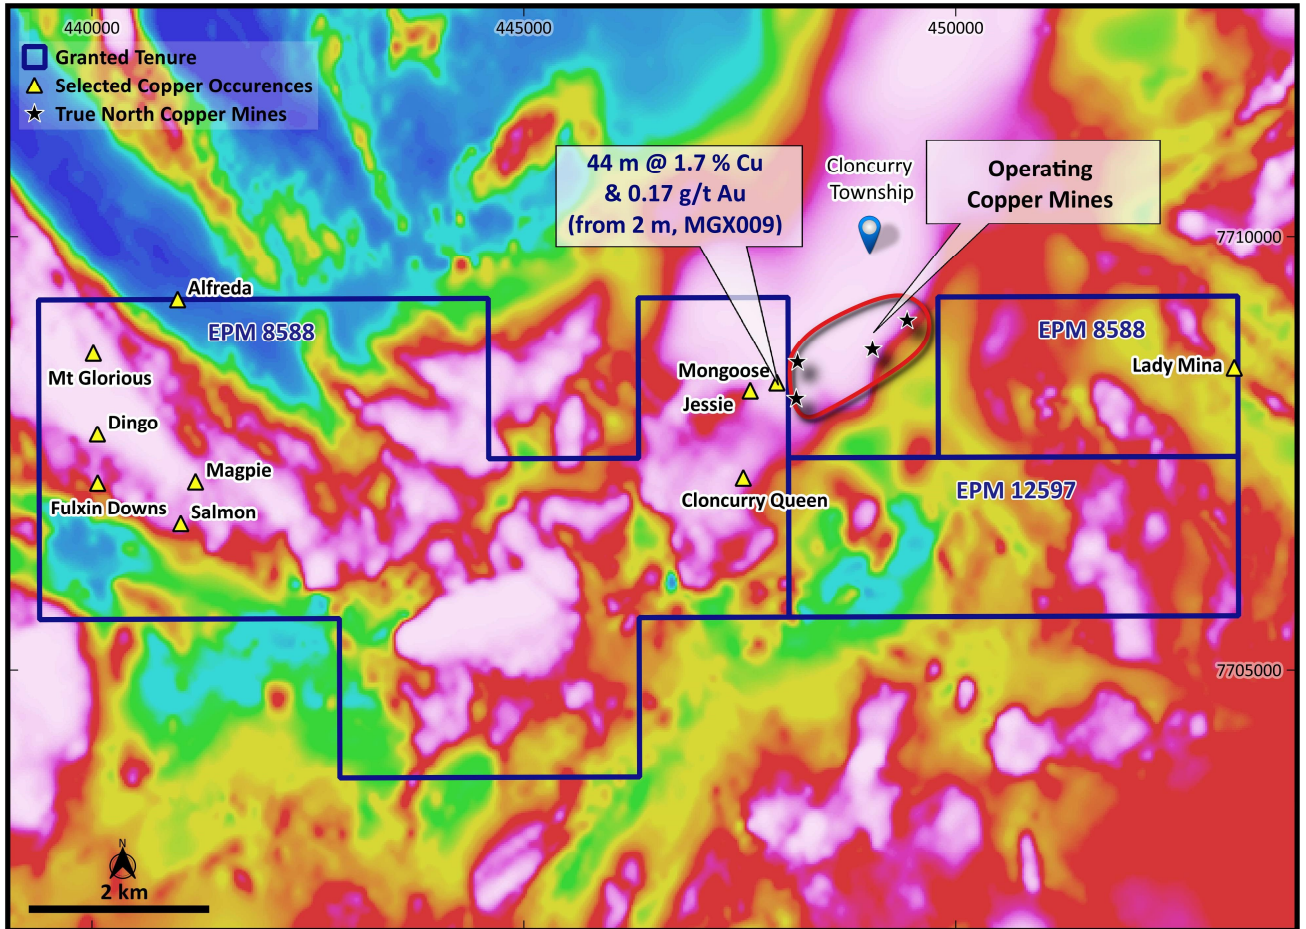 440000
445000
450000
Granted Tenure
Selected Copper Occurences
True North Copper Mines
44 m @ 1.7 % Cu
& 0.17 g/t Au
(from 2 m, MGX009)
Cloncurry
Township
Operating
Copper Mines
7710000
Alfreda
EPM 8588
EPM 8588
Mt Glorious
Mongoose
Lady Mina
Jessie
Dingo
Magpie
Fulxin Downs
Salmon
Cloncurry Queen
EPM 12597
7705000
N
2 km